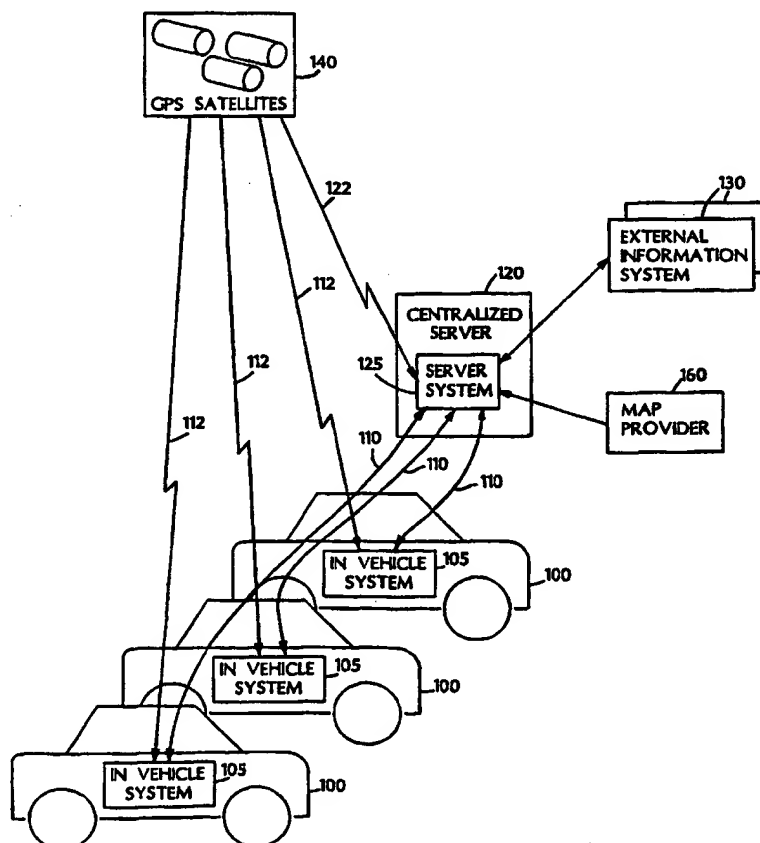 140
GPS SATELLITES
122
130
EXTERNAL
INFORMATION
SYSTEM
120
112
CENTRALIZED
SERVER
125
SERVER
SYSTEM
160
MAP
PROVIDER
112
112
110
110
110
IN VEHICLE
SYSTEM
105
100
IN VEHICLE
SYSTEM
105
100
IN VEHICLE
SYSTEM
105
100